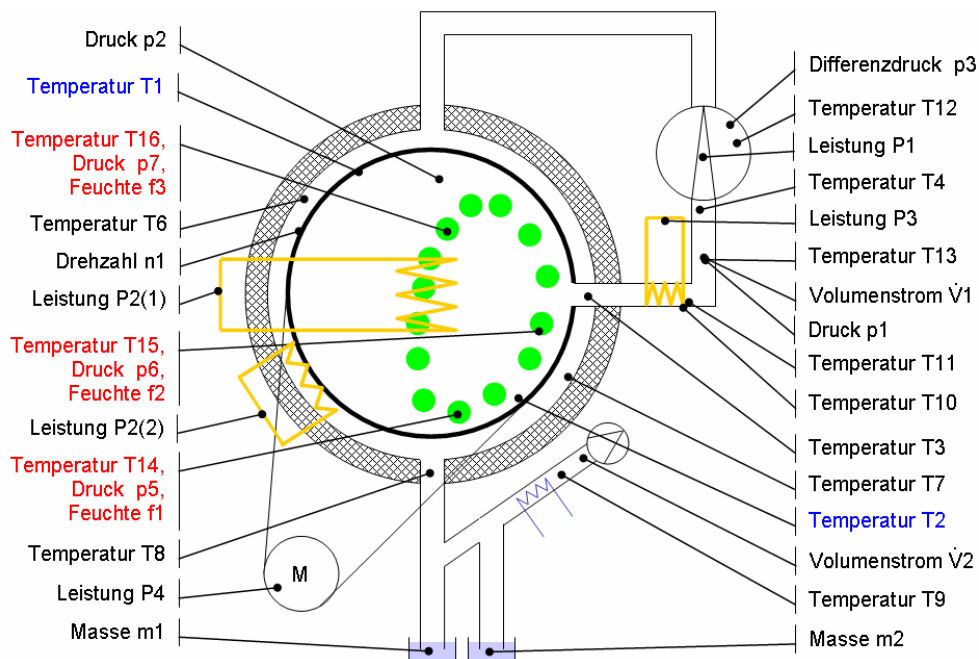 Druck p2
Temperatur T1
Temperatur T16,
Druck p7,
Feuchte f3
Temperatur T6
Drehzahl n1
Leistung P2(1)
Temperatur T15,
Druck p6,
Feuchte f2
Leistung P2(2)
Temperatur T14,
Druck p5,
Feuchte f1
Temperatur T8
Leistung P4
Masse m1
M
Differenzdruck p3
Temperatur T12
Leistung P1
Temperatur T4
Leistung P3
Temperatur T13
Volumenstrom V̇1
Druck p1
Temperatur T11
Temperatur T10
Temperatur T3
Temperatur T7
Temperatur T2
Volumenstrom V̇2
Temperatur T9
Masse m2